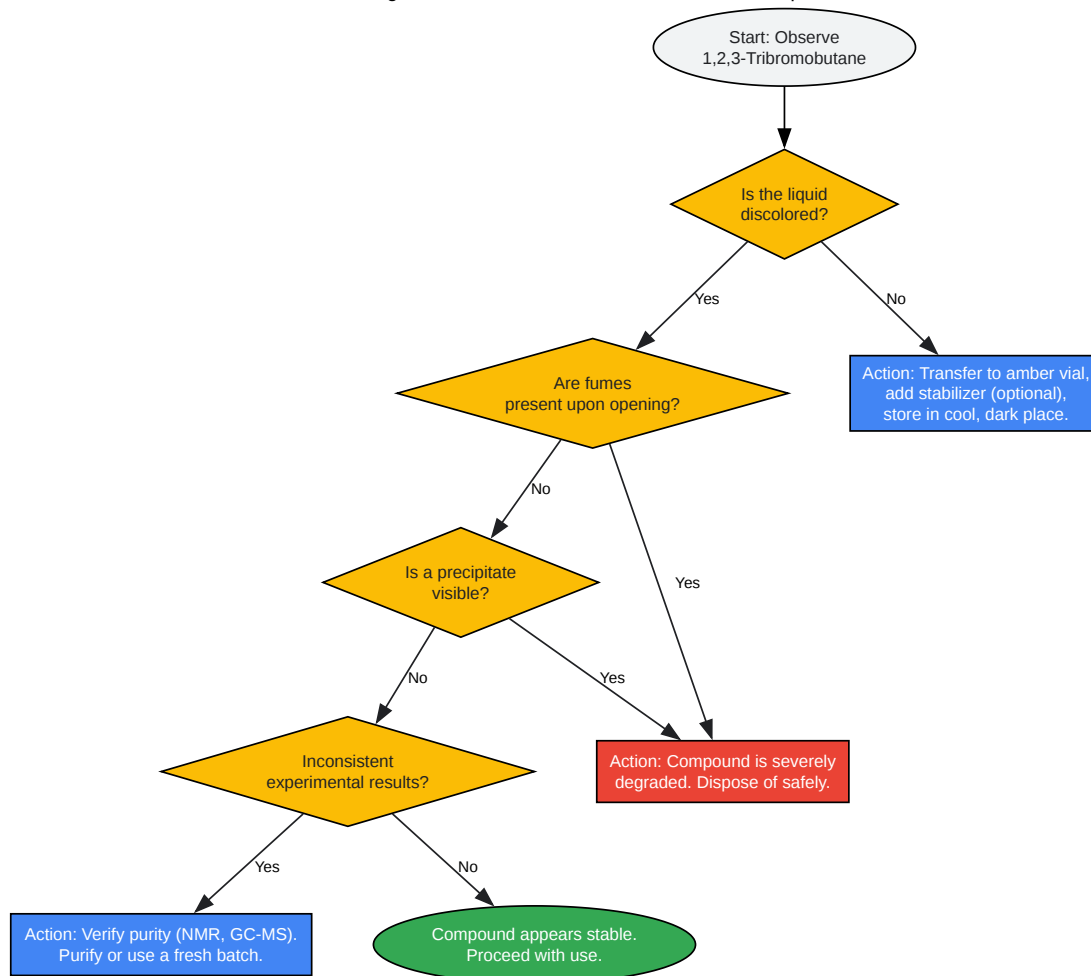 Start: Observe
1,2,3-Tribromobutane
Is the liquid
discolored?
Yes
No
Are fumes
present upon opening?
Action: Transfer to amber vial,
add stabilizer (optional),
store in cool, dark place.
No
Yes
Is a precipitate
visible?
No
Yes
Inconsistent
experimental results?
Action: Compound is severely
degraded. Dispose of safely.
Yes
No
Action: Verify purity (NMR, GC-MS).
Purify or use a fresh batch.
Compound appears stable.
Proceed with use.